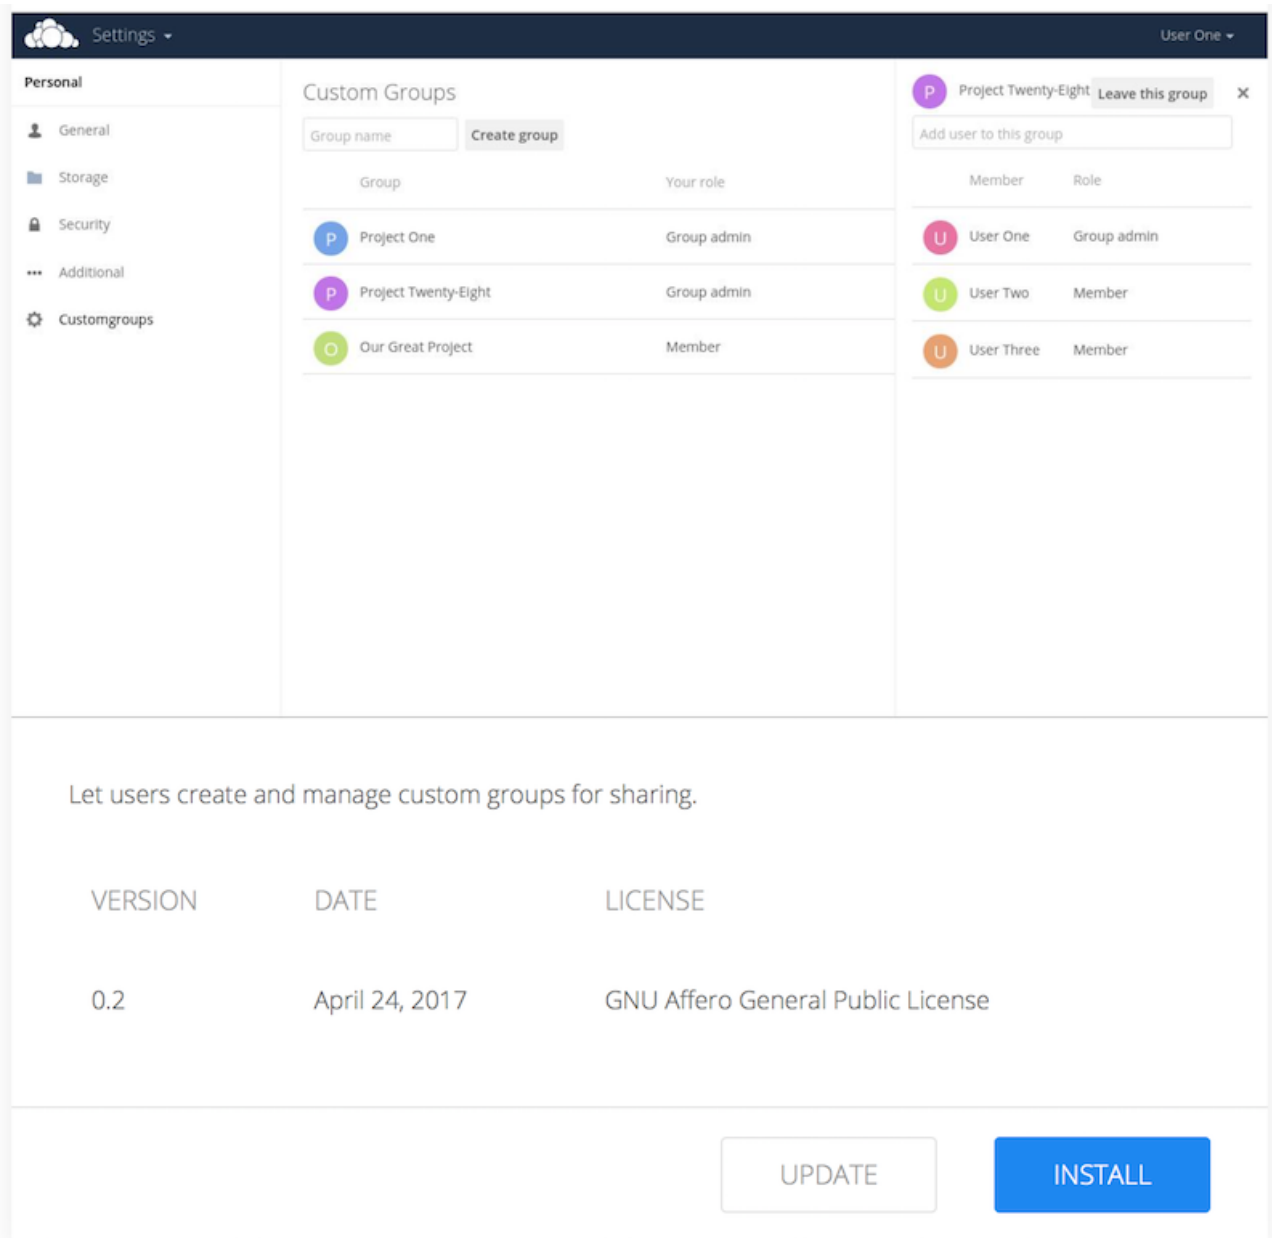 Settings
User One
Personal
General
Storage
Security
Additional
Customgroups
Custom Groups
Group name
Create group
Group Your role
P Project One Group admin
P Project Twenty-Eight Group admin
O Our Great Project Member
P Project Twenty-Eight Leave this group ×
Add user to this group
Member Role
U User One Group admin
U User Two Member
U User Three Member
Let users create and manage custom groups for sharing.
VERSION DATE LICENSE
0.2 April 24, 2017 GNU Affero General Public License
UPDATE INSTALL